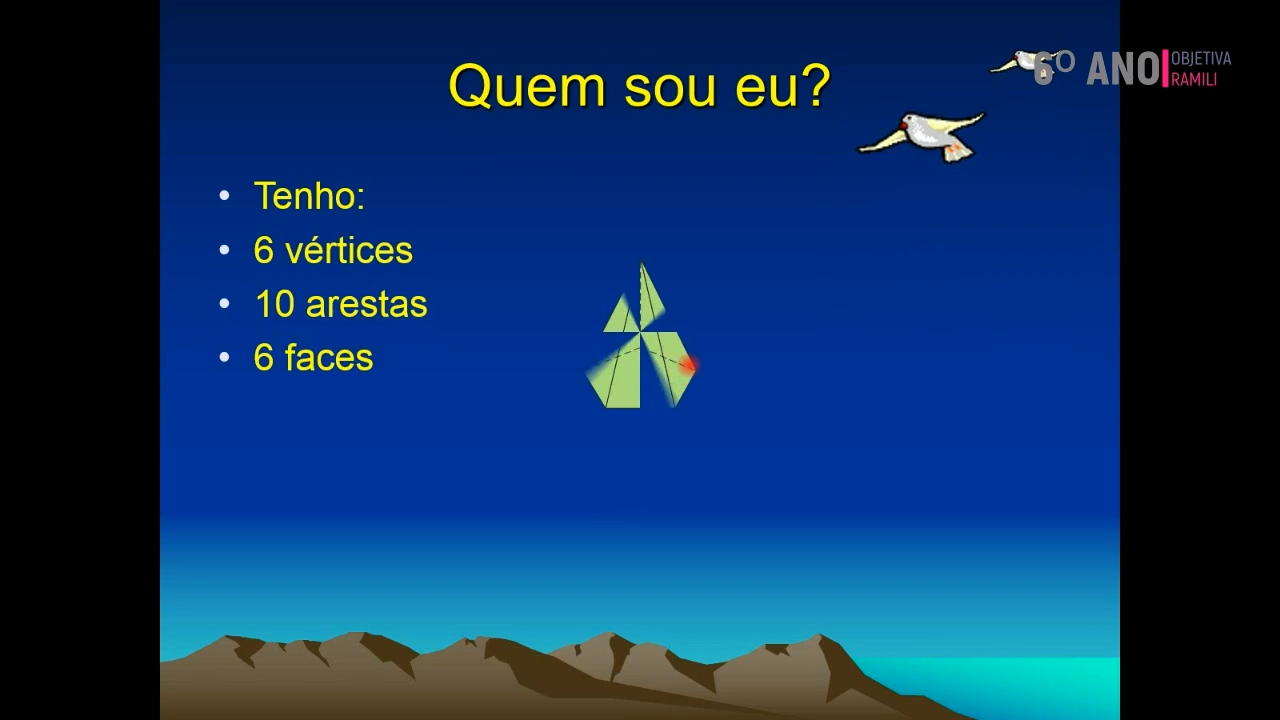 Quem sou eu?
6º ANO
OBJETIVA
RAMILI
• Tenho:
• 6 vértices
• 10 arestas
• 6 faces